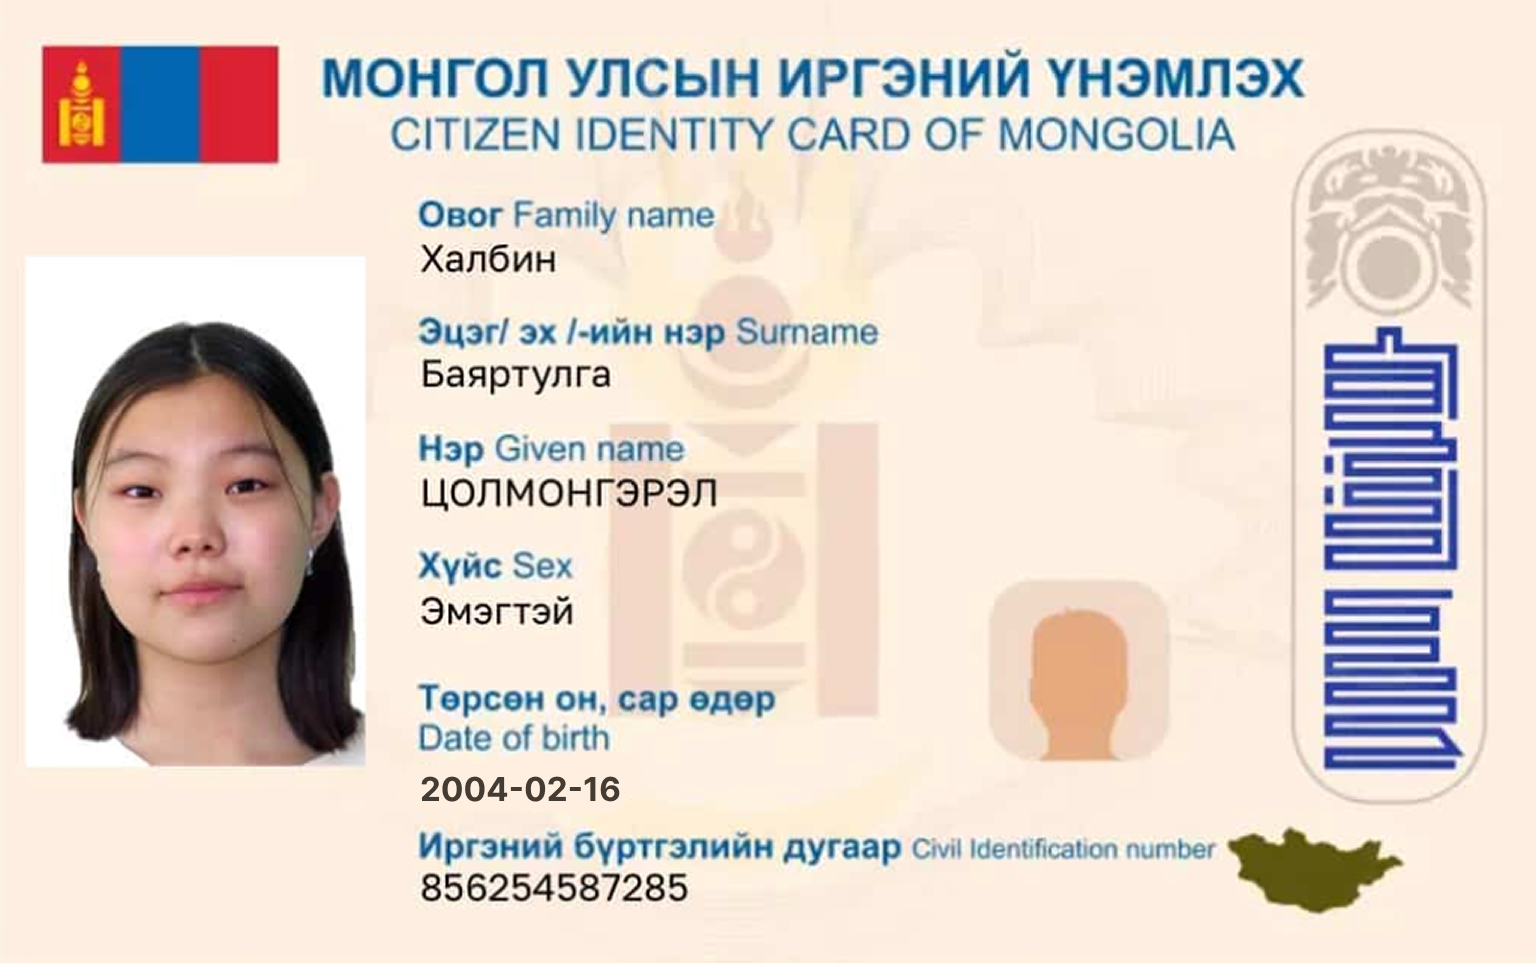 МОНГОЛ УЛСЫН ИРГЭНИЙ ҮНЭМЛЭХ
CITIZEN IDENTITY CARD OF MONGOLIA
Овог Family name
Халбин
Эцэг/ эх /-ийн нэр Surname
Баяртулга
Нэр Given name
ЦОЛМОНГЭРЭЛ
Хүйс Sex
Эмэгтэй
Төрсөн он, сар өдөр
Date of birth
2004-02-16
Иргэний бүртгэлийн дугаар Civil Identification number
856254587285